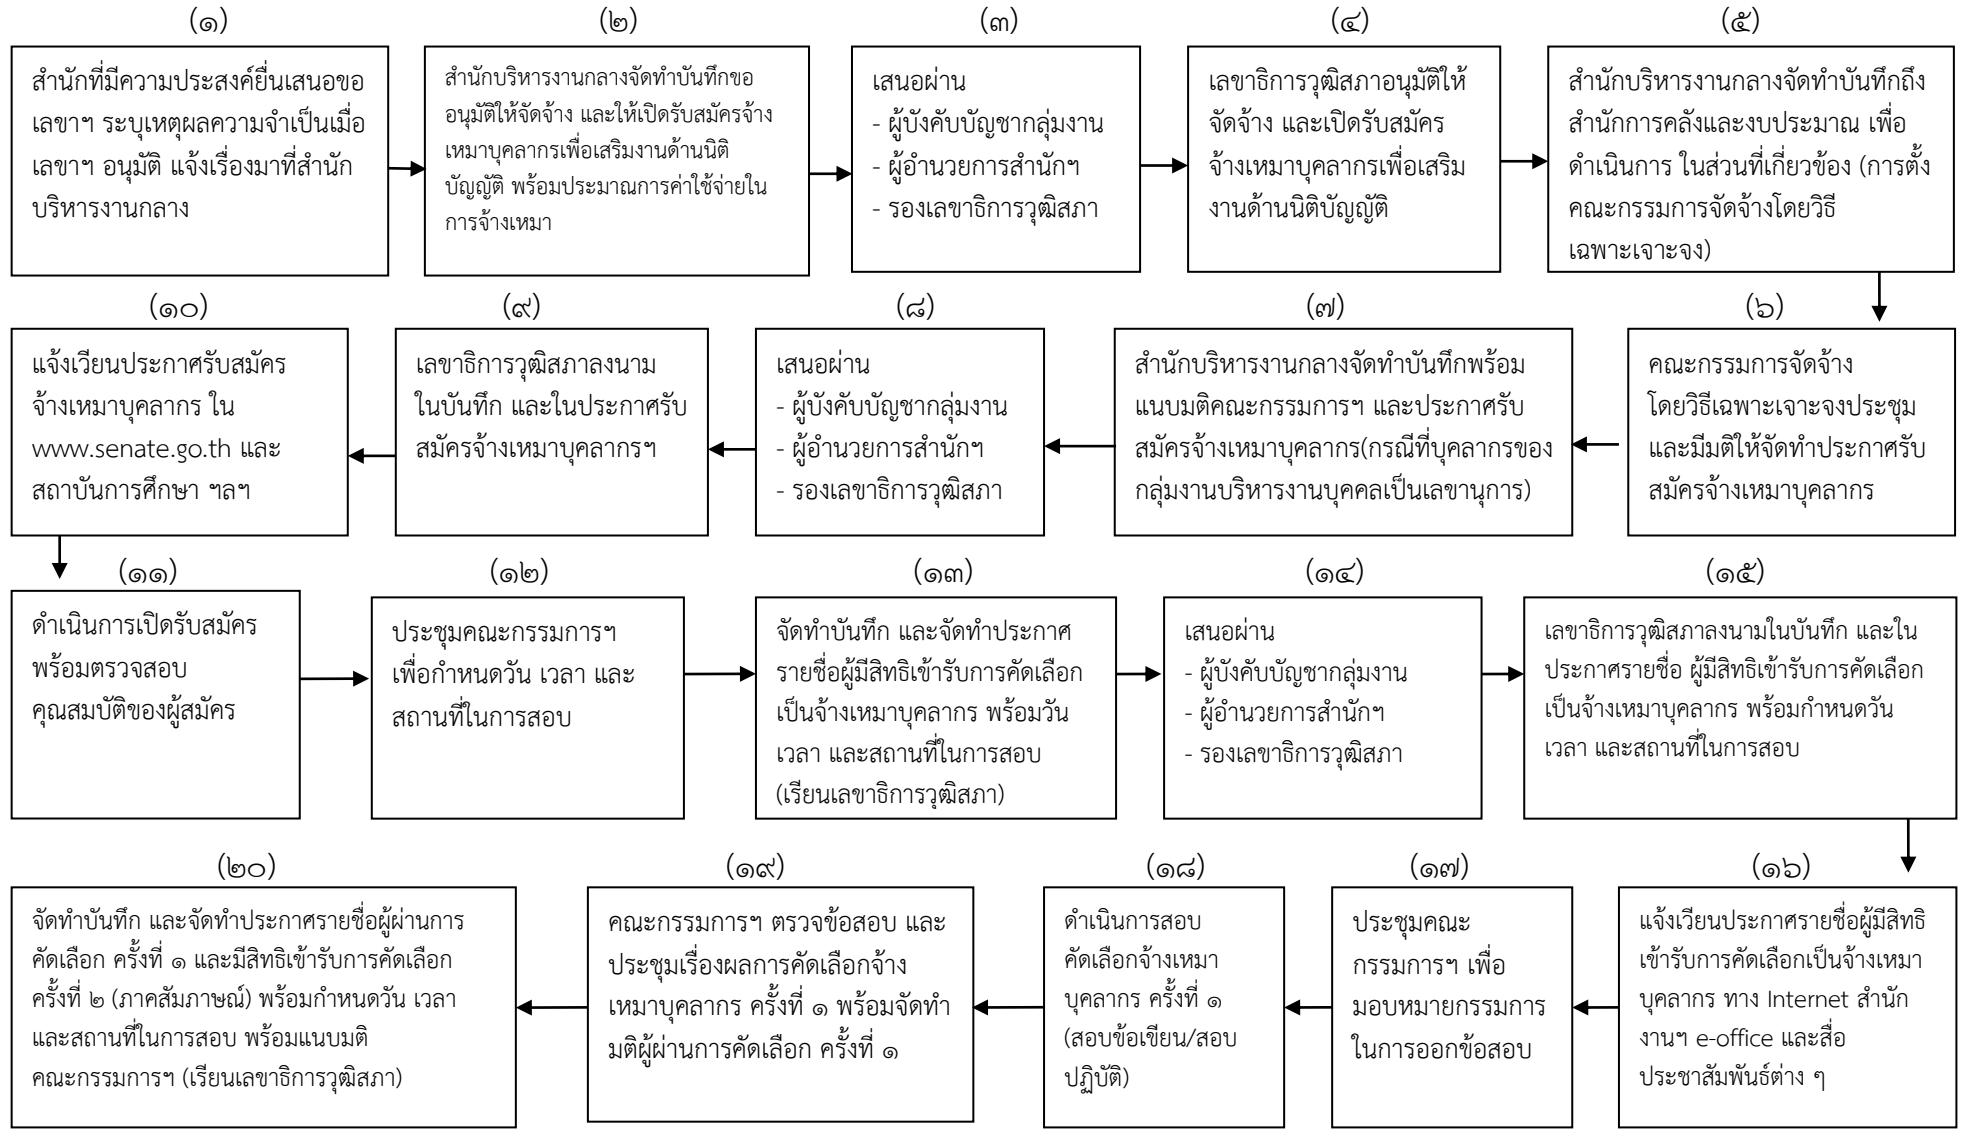 (๑)
สำนักที่มีความประสงค์ยื่นเสนอขอ
เลขาฯ ระบุเหตุผลความจำเป็นเมื่อ
เลขาฯ อนุมัติ แจ้งเรื่องมาที่สำนัก
บริหารงานกลาง
(๒)
สำนักบริหารงานกลางจัดทำบันทึกขอ
อนุมัติให้จัดจ้าง และให้เปิดรับสมัครจ้าง
เหมาบุคลากรเพื่อเสริมงานด้านนิติ
บัญญัติ พร้อมประมาณการค่าใช้จ่ายใน
การจ้างเหมา
(๓)
เสนอผ่าน
- ผู้บังคับบัญชากลุ่มงาน
- ผู้อำนวยการสำนักฯ
- รองเลขาธิการวุฒิสภา
(๔)
เลขาธิการวุฒิสภาอนุมัติให้
จัดจ้าง และเปิดรับสมัคร
จ้างเหมาบุคลากรเพื่อเสริม
งานด้านนิติบัญญัติ
(๕)
สำนักบริหารงานกลางจัดทำบันทึกถึง
สำนักการคลังและงบประมาณ เพื่อ
ดำเนินการ ในส่วนที่เกี่ยวข้อง (การตั้ง
คณะกรรมการจัดจ้างโดยวิธี
เฉพาะเจาะจง)
(๖)
คณะกรรมการจัดจ้าง
โดยวิธีเฉพาะเจาะจงประชุม
และมีมติให้จัดทำประกาศรับ
สมัครจ้างเหมาบุคลากร
(๗)
สำนักบริหารงานกลางจัดทำบันทึกพร้อม
แนบมติคณะกรรมการฯ และประกาศรับ
สมัครจ้างเหมาบุคลากร(กรณีที่บุคลากรของ
กลุ่มงานบริหารงานบุคคลเป็นเลขานุการ)
(๘)
เสนอผ่าน
- ผู้บังคับบัญชากลุ่มงาน
- ผู้อำนวยการสำนักฯ
- รองเลขาธิการวุฒิสภา
(๙)
เลขาธิการวุฒิสภาลงนาม
ในบันทึก และในประกาศรับ
สมัครจ้างเหมาบุคลากรฯ
(๑๐)
แจ้งเวียนประกาศรับสมัคร
จ้างเหมาบุคลากร ใน
www.senate.go.th และ
สถาบันการศึกษา ฯลฯ
(๑๑)
ดำเนินการเปิดรับสมัคร
พร้อมตรวจสอบ
คุณสมบัติของผู้สมัคร
(๑๒)
ประชุมคณะกรรมการฯ
เพื่อกำหนดวัน เวลา และ
สถานที่ในการสอบ
(๑๓)
จัดทำบันทึก และจัดทำประกาศ
รายชื่อผู้มีสิทธิเข้ารับการคัดเลือก
เป็นจ้างเหมาบุคลากร พร้อมวัน
เวลา และสถานที่ในการสอบ
(เรียนเลขาธิการวุฒิสภา)
(๑๔)
เสนอผ่าน
- ผู้บังคับบัญชากลุ่มงาน
- ผู้อำนวยการสำนักฯ
- รองเลขาธิการวุฒิสภา
(๑๕)
เลขาธิการวุฒิสภาลงนามในบันทึก และใน
ประกาศรายชื่อ ผู้มีสิทธิเข้ารับการคัดเลือก
เป็นจ้างเหมาบุคลากร พร้อมกำหนดวัน
เวลา และสถานที่ในการสอบ
(๑๖)
แจ้งเวียนประกาศรายชื่อผู้มีสิทธิ
เข้ารับการคัดเลือกเป็นจ้างเหมา
บุคลากร ทาง Internet สำนัก
งานฯ e-office และสื่อ
ประชาสัมพันธ์ต่าง ๆ
(๑๗)
ประชุมคณะ
กรรมการฯ เพื่อ
มอบหมายกรรมการ
ในการออกข้อสอบ
(๑๘)
ดำเนินการสอบ
คัดเลือกจ้างเหมา
บุคลากร ครั้งที่ ๑
(สอบข้อเขียน/สอบ
ปฏิบัติ)
(๑๙)
คณะกรรมการฯ ตรวจข้อสอบ และ
ประชุมเรื่องผลการคัดเลือกจ้าง
เหมาบุคลากร ครั้งที่ ๑ พร้อมจัดทำ
มติผู้ผ่านการคัดเลือก ครั้งที่ ๑
(๒๐)
จัดทำบันทึก และจัดทำประกาศรายชื่อผู้ผ่านการ
คัดเลือก ครั้งที่ ๑ และมีสิทธิเข้ารับการคัดเลือก
ครั้งที่ ๒ (ภาคสัมภาษณ์) พร้อมกำหนดวัน เวลา
และสถานที่ในการสอบ พร้อมแนบมติ
คณะกรรมการฯ (เรียนเลขาธิการวุฒิสภา)